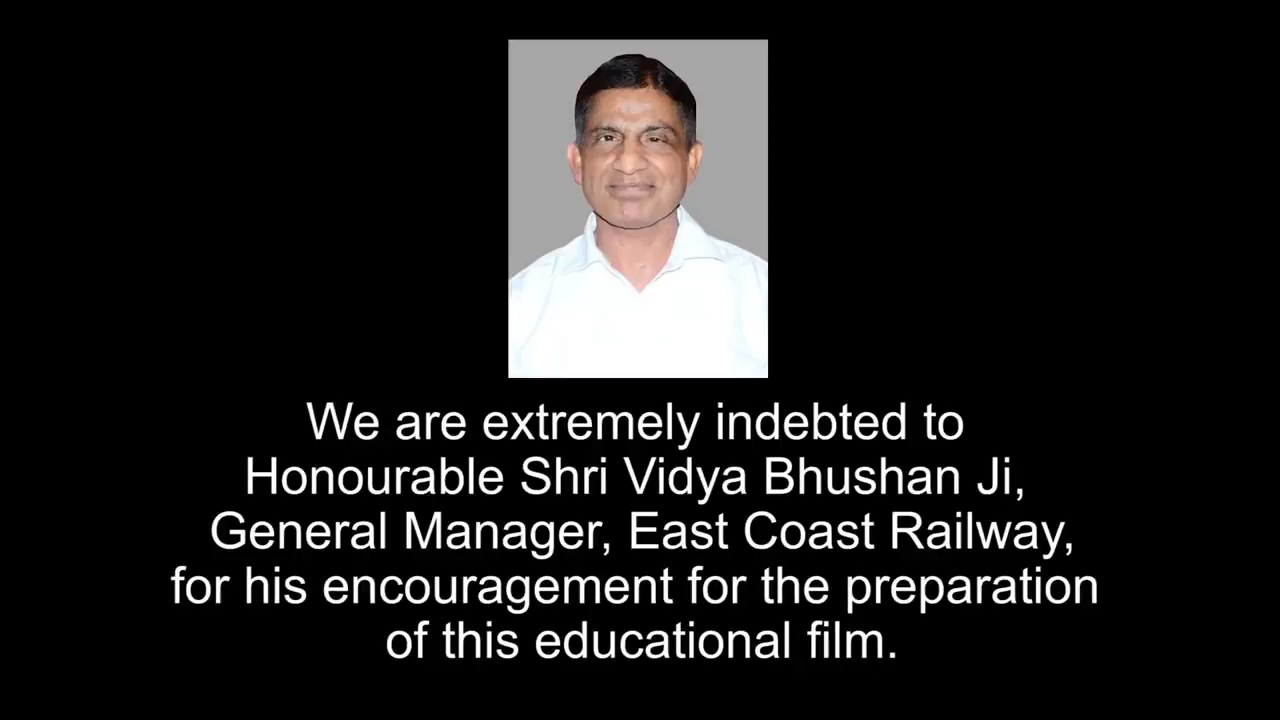 We are extremely indebted to
Honourable Shri Vidya Bhushan Ji,
General Manager, East Coast Railway,
for his encouragement for the preparation
of this educational film.